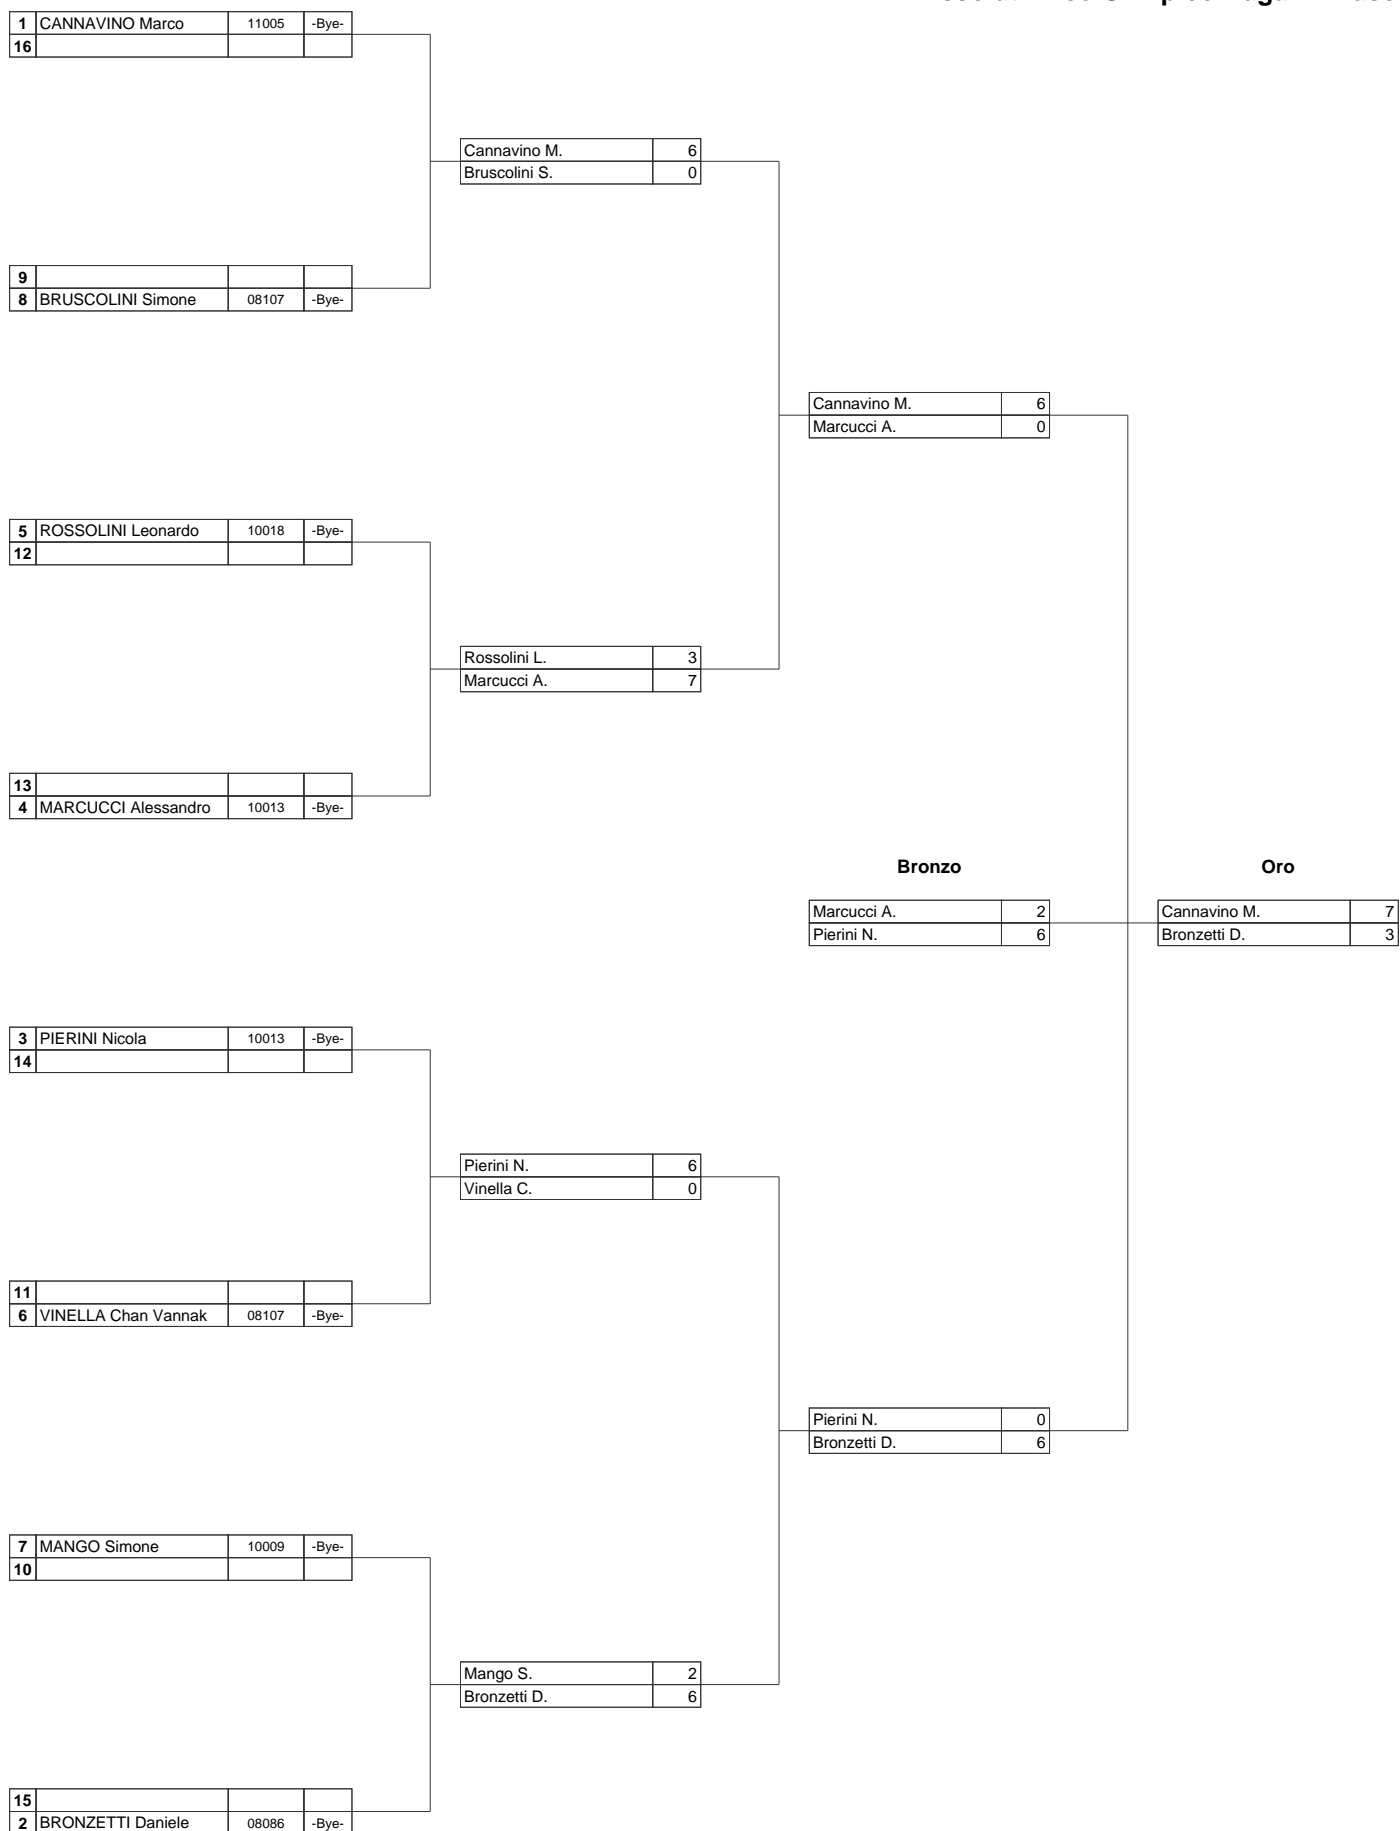 1 CANNAVINO Marco 11005 -Bye-
16
Cannavino M. 6
Bruscolini S. 0
9
8 BRUSCOLINI Simone 08107 -Bye-
Cannavino M. 6
Marcucci A. 0
5 ROSSOLINI Leonardo 10018 -Bye-
12
Rossolini L. 3
Marcucci A. 7
13
4 MARCUCCI Alessandro 10013 -Bye-
Bronzo Oro
Marcucci A. 2 Cannavino M. 7
Pierini N. 6 Bronzetti D. 3
3 PIERINI Nicola 10013 -Bye-
14
Pierini N. 6
Vinella C. 0
11
6 VINELLA Chan Vannak 08107 -Bye-
Pierini N. 0
Bronzetti D. 6
7 MANGO Simone 10009 -Bye-
10
Mango S. 2
Bronzetti D. 6
15
2 BRONZETTI Daniele 08086 -Bye-